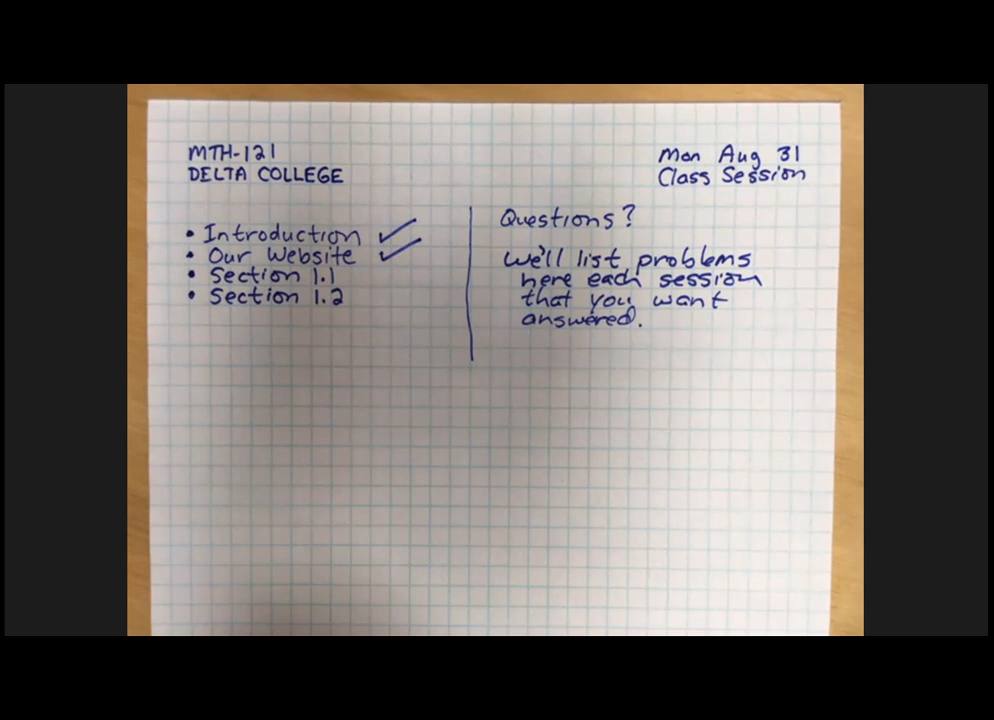 MTH-121
DELTA COLLEGE
Mon Aug 31
Class Session
• Introduction ✓
• Our Website ✓
• Section 1.1
• Section 1.2
Questions?
We'll list problems
here each session
that you want
answered.